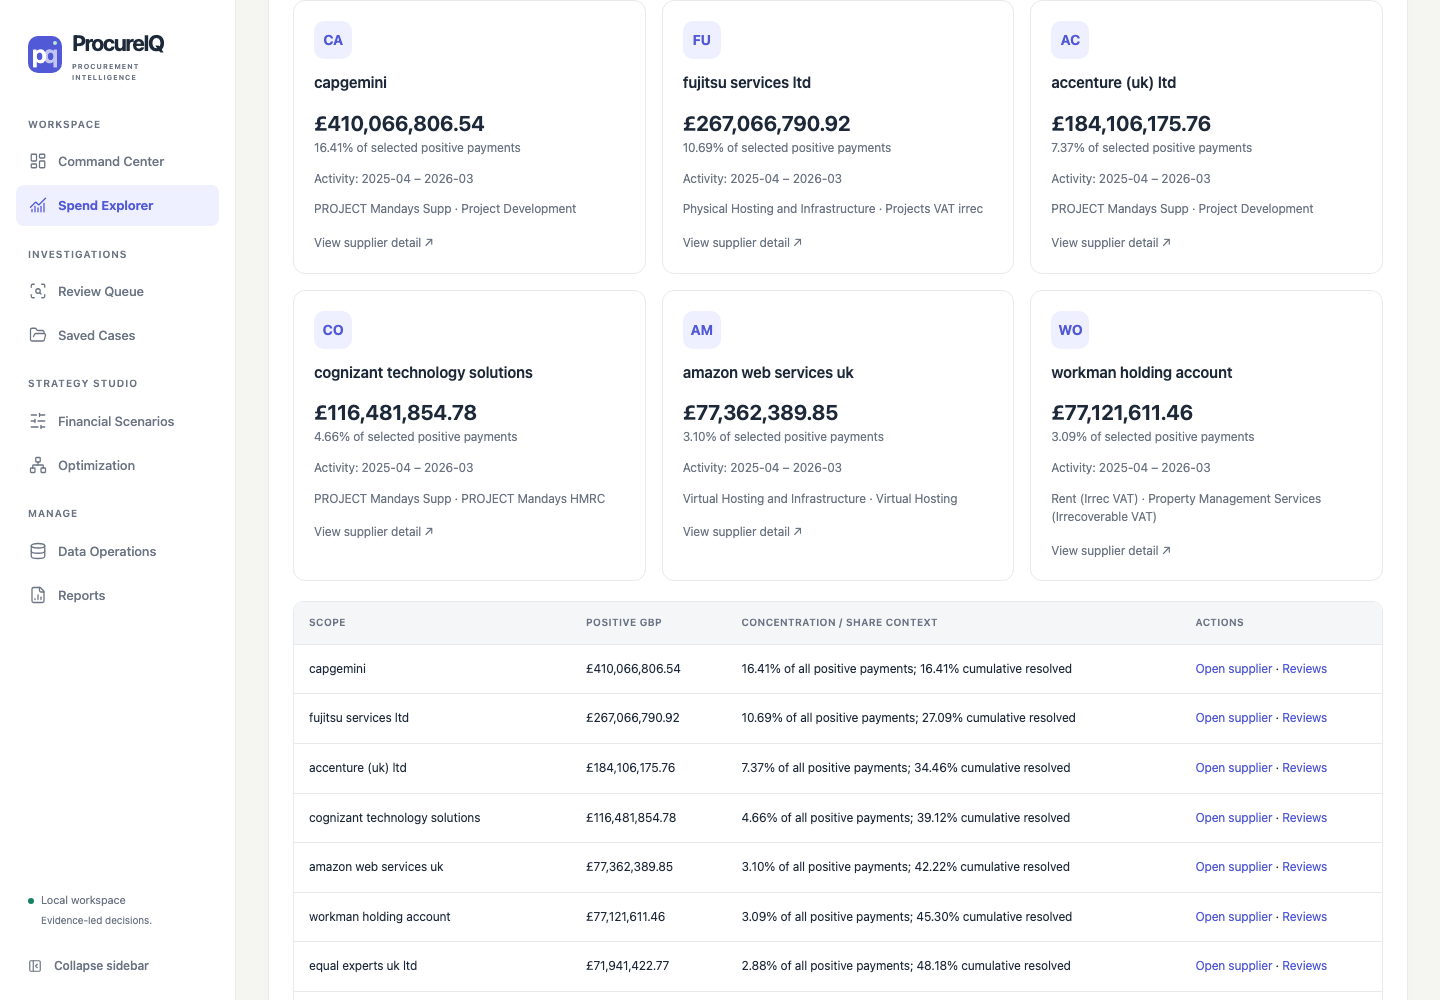 pq
ProcureIQ
PROCUREMENT
INTELLIGENCE
WORKSPACE
Command Center
Spend Explorer
INVESTIGATIONS
Review Queue
Saved Cases
STRATEGY STUDIO
Financial Scenarios
Optimization
MANAGE
Data Operations
Reports
Local workspace
Evidence-led decisions.
Collapse sidebar
CA
capgemini
£410,066,806.54
16.41% of selected positive payments
Activity: 2025-04 – 2026-03
PROJECT Mandays Supp · Project Development
View supplier detail ↗
FU
fujitsu services ltd
£267,066,790.92
10.69% of selected positive payments
Activity: 2025-04 – 2026-03
Physical Hosting and Infrastructure · Projects VAT irrec
View supplier detail ↗
AC
accenture (uk) ltd
£184,106,175.76
7.37% of selected positive payments
Activity: 2025-04 – 2026-03
PROJECT Mandays Supp · Project Development
View supplier detail ↗
CO
cognizant technology solutions
£116,481,854.78
4.66% of selected positive payments
Activity: 2025-04 – 2026-03
PROJECT Mandays Supp · PROJECT Mandays HMRC
View supplier detail ↗
AM
amazon web services uk
£77,362,389.85
3.10% of selected positive payments
Activity: 2025-04 – 2026-03
Virtual Hosting and Infrastructure · Virtual Hosting
View supplier detail ↗
WO
workman holding account
£77,121,611.46
3.09% of selected positive payments
Activity: 2025-04 – 2026-03
Rent (Irrec VAT) · Property Management Services
(Irrecoverable VAT)
View supplier detail ↗
SCOPE POSITIVE GBP CONCENTRATION / SHARE CONTEXT ACTIONS
capgemini £410,066,806.54 16.41% of all positive payments; 16.41% cumulative resolved Open supplier · Reviews
fujitsu services ltd £267,066,790.92 10.69% of all positive payments; 27.09% cumulative resolved Open supplier · Reviews
accenture (uk) ltd £184,106,175.76 7.37% of all positive payments; 34.46% cumulative resolved Open supplier · Reviews
cognizant technology solutions £116,481,854.78 4.66% of all positive payments; 39.12% cumulative resolved Open supplier · Reviews
amazon web services uk £77,362,389.85 3.10% of all positive payments; 42.22% cumulative resolved Open supplier · Reviews
workman holding account £77,121,611.46 3.09% of all positive payments; 45.30% cumulative resolved Open supplier · Reviews
equal experts uk ltd £71,941,422.77 2.88% of all positive payments; 48.18% cumulative resolved Open supplier · Reviews